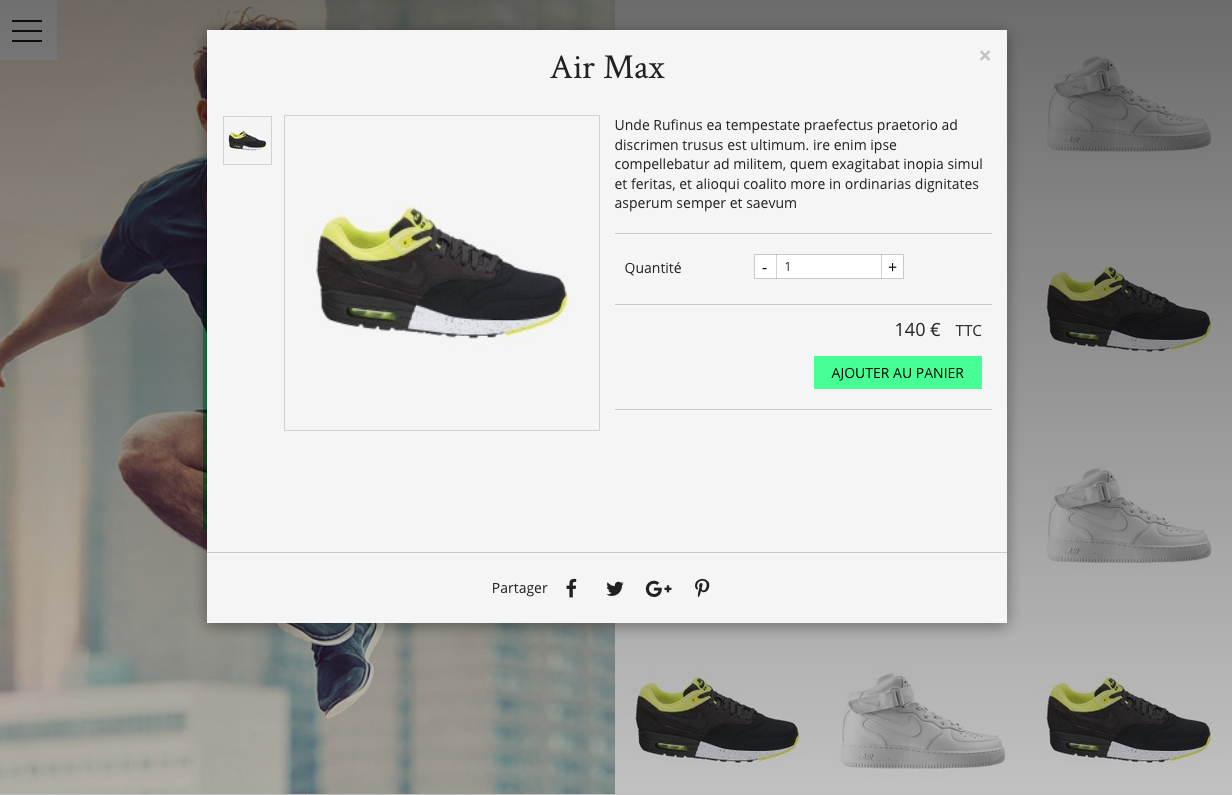 Air Max
×
Unde Rufinus ea tempestate praefectus praetorio ad
discrimen trusus est ultimum. ire enim ipse
compellebatur ad militem, quem exagitabat inopia simul
et feritas, et alioqui coalito more in ordinarias dignitates
asperum semper et saevum
Quantité - 1 +
140 € TTC
AJOUTER AU PANIER
Partager